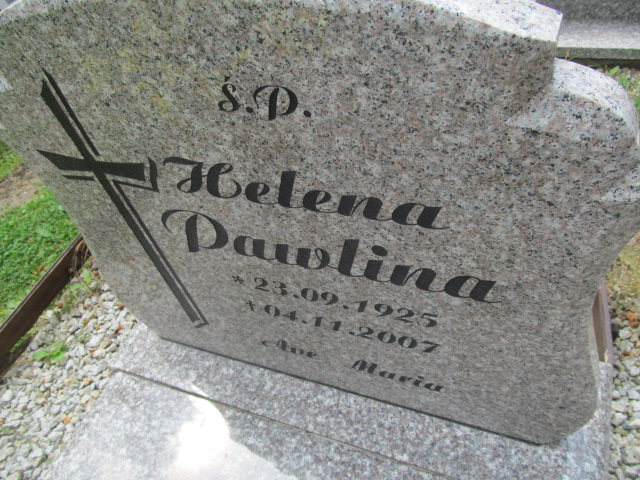 ś.P.
Helena
Pawlina
* 23.09.1925
†04.11.2007
Ave Maria